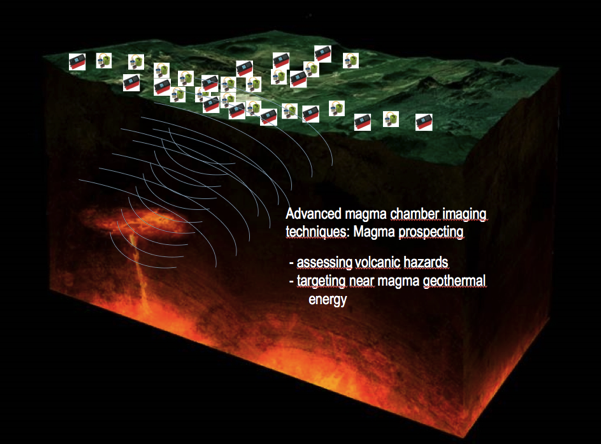 Advanced magma chamber imaging
techniques: Magma prospecting
- assessing volcanic hazards
- targeting near magma geothermal
energy